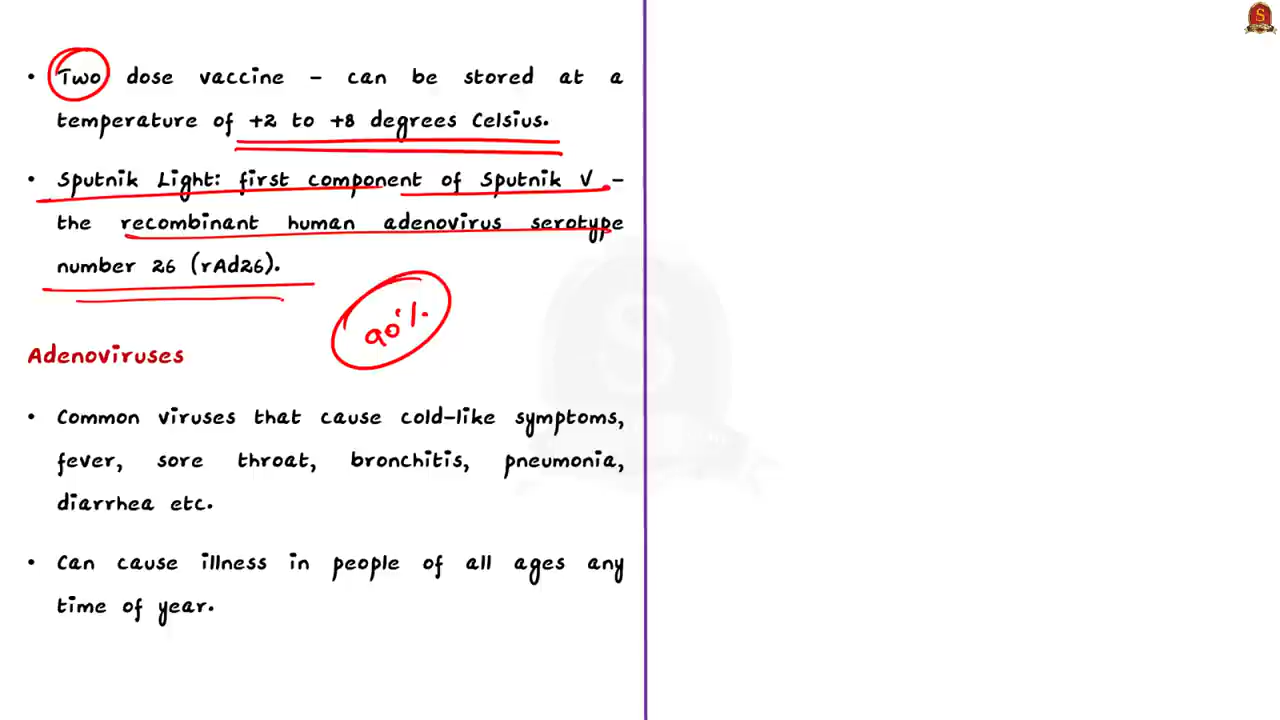 • Two dose vaccine – can be stored at a
temperature of +2 to +8 degrees Celsius.
• Sputnik Light: first component of Sputnik V –
the recombinant human adenovirus serotype
number 26 (rAd26).
90%
Adenoviruses
• Common viruses that cause cold-like symptoms,
fever, sore throat, bronchitis, pneumonia,
diarrhea etc.
• Can cause illness in people of all ages any
time of year.